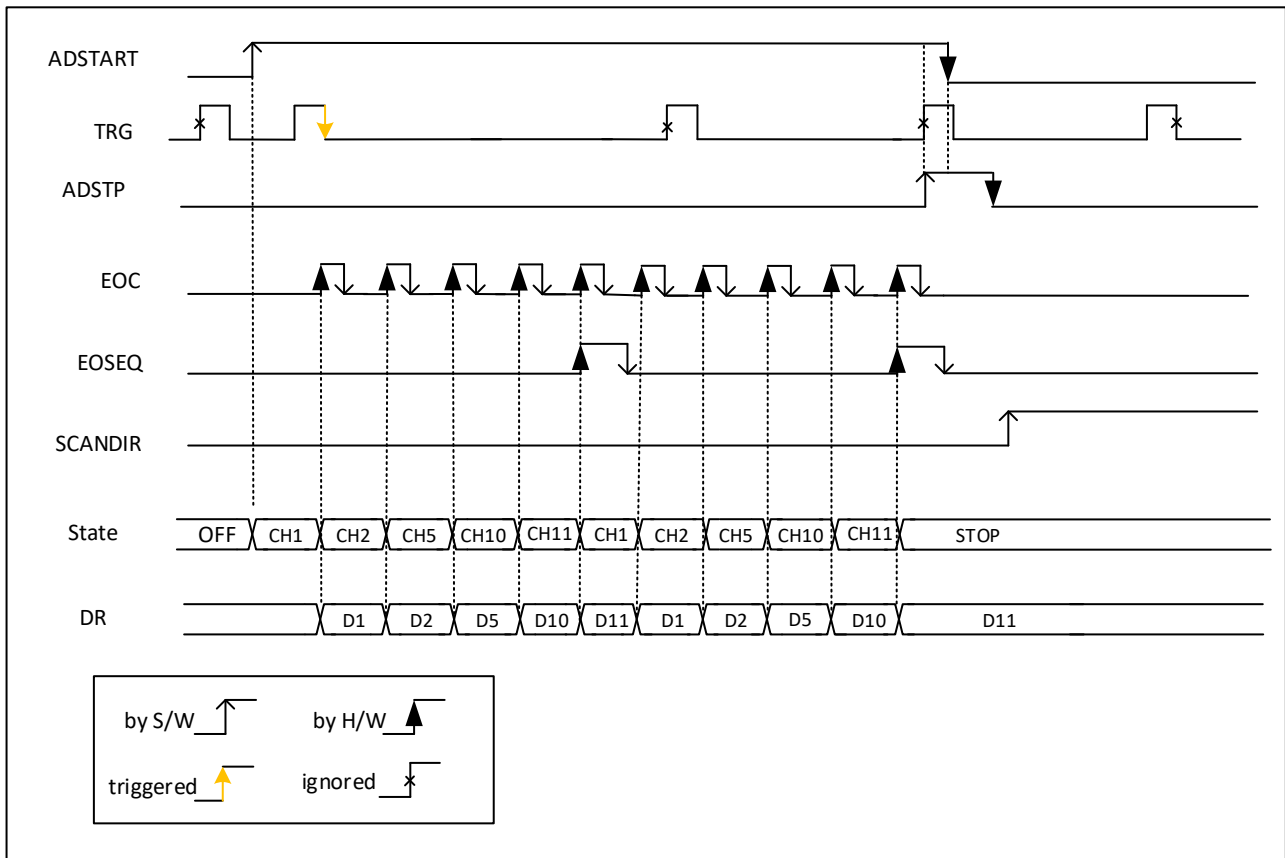 ADSTART
TRG
ADSTP
EOC
EOSEQ
SCANDIR
State OFF CH1 CH2 CH5 CH10 CH11 CH1 CH2 CH5 CH10 CH11 STOP
DR D1 D2 D5 D10 D11 D1 D2 D5 D10 D11
by S/W by H/W
triggered ignored